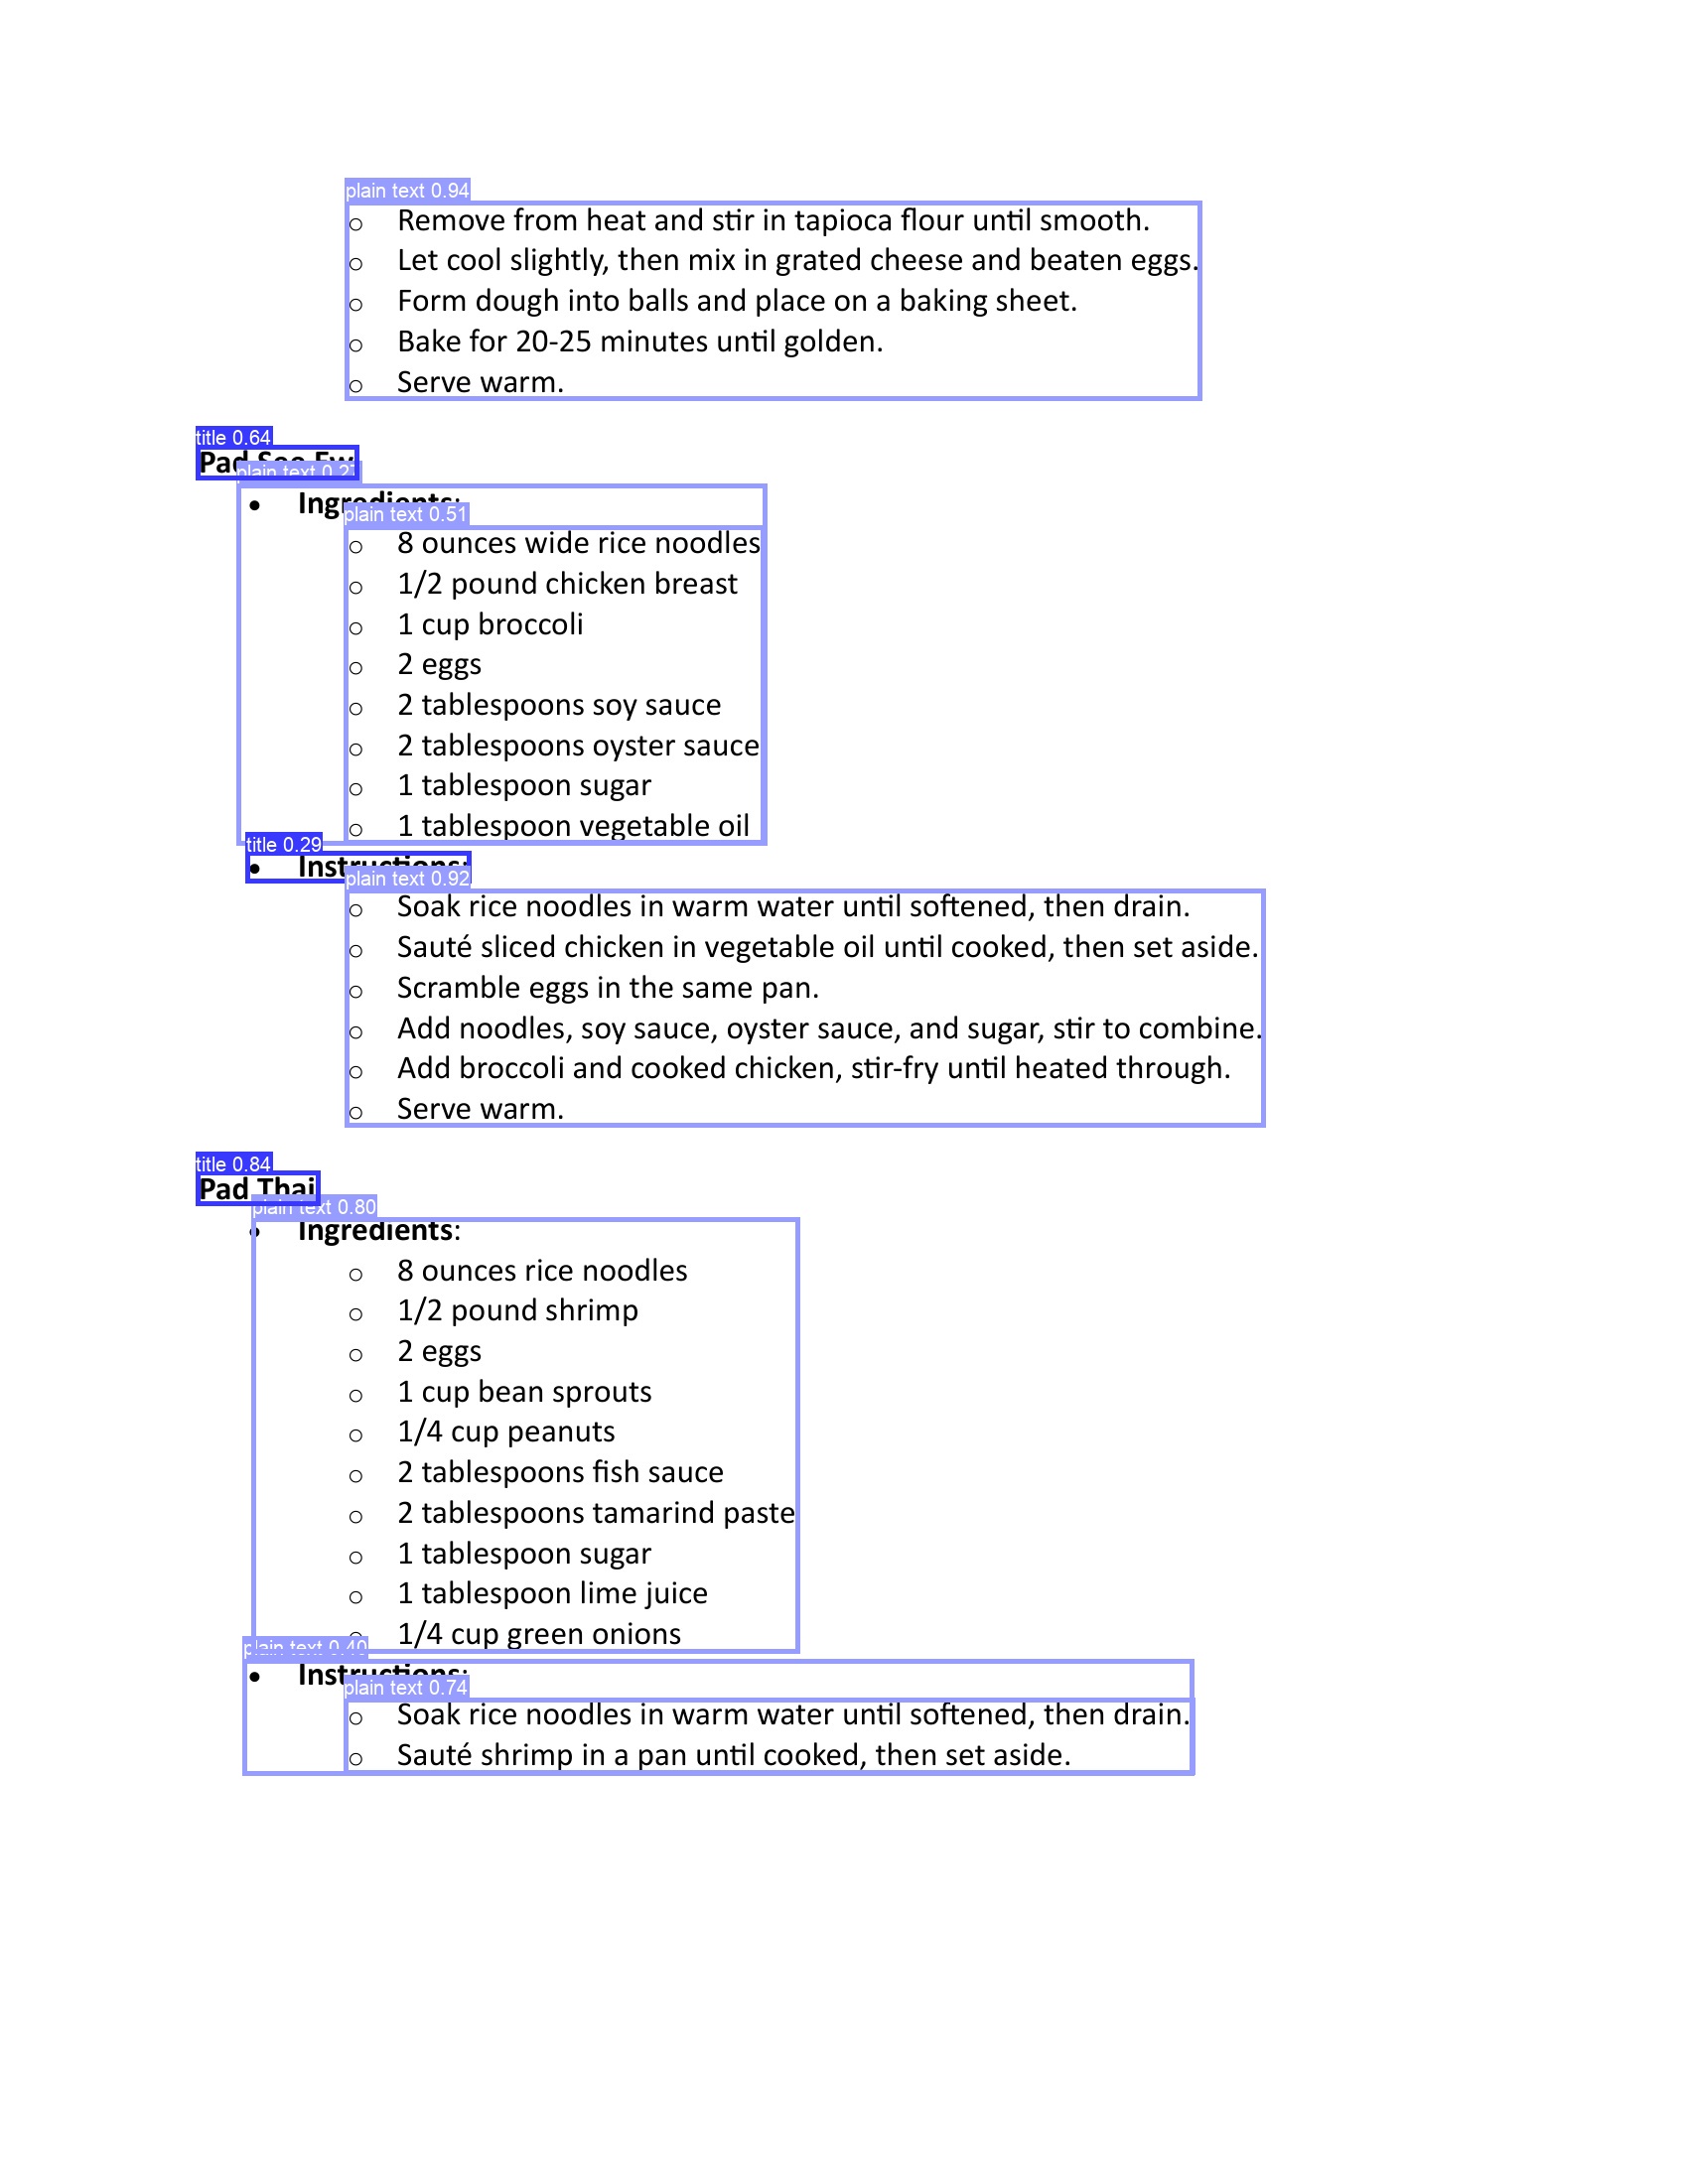 plain text 0.94
○ Remove from heat and stir in tapioca flour until smooth.
○ Let cool slightly, then mix in grated cheese and beaten eggs.
○ Form dough into balls and place on a baking sheet.
○ Bake for 20-25 minutes until golden.
○ Serve warm.
title 0.64
Pad See Ew
plain text 0.27
• Ingredients:
plain text 0.51
○ 8 ounces wide rice noodles
○ 1/2 pound chicken breast
○ 1 cup broccoli
○ 2 eggs
○ 2 tablespoons soy sauce
○ 2 tablespoons oyster sauce
○ 1 tablespoon sugar
○ 1 tablespoon vegetable oil
title 0.29
• Instructions:
plain text 0.92
○ Soak rice noodles in warm water until softened, then drain.
○ Sauté sliced chicken in vegetable oil until cooked, then set aside.
○ Scramble eggs in the same pan.
○ Add noodles, soy sauce, oyster sauce, and sugar, stir to combine.
○ Add broccoli and cooked chicken, stir-fry until heated through.
○ Serve warm.
title 0.84
Pad Thai
plain text 0.80
• Ingredients:
○ 8 ounces rice noodles
○ 1/2 pound shrimp
○ 2 eggs
○ 1 cup bean sprouts
○ 1/4 cup peanuts
○ 2 tablespoons fish sauce
○ 2 tablespoons tamarind paste
○ 1 tablespoon sugar
○ 1 tablespoon lime juice
○ 1/4 cup green onions
plain text 0.40
• Instructions:
plain text 0.74
○ Soak rice noodles in warm water until softened, then drain.
○ Sauté shrimp in a pan until cooked, then set aside.